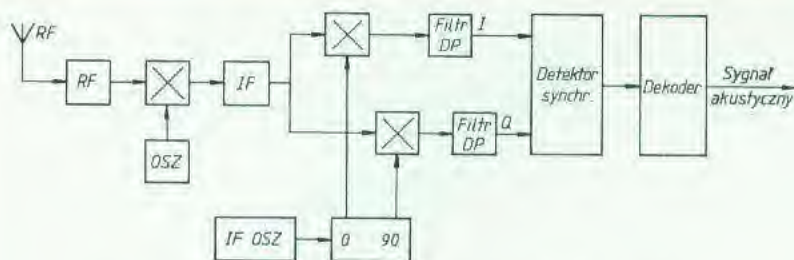 RF
RF
OSZ
IF
IF OSZ
0 90
Filtr
DP
I
Filtr
DP
Q
Detektor
synchr.
Dekoder
Sygnał
akustyczny